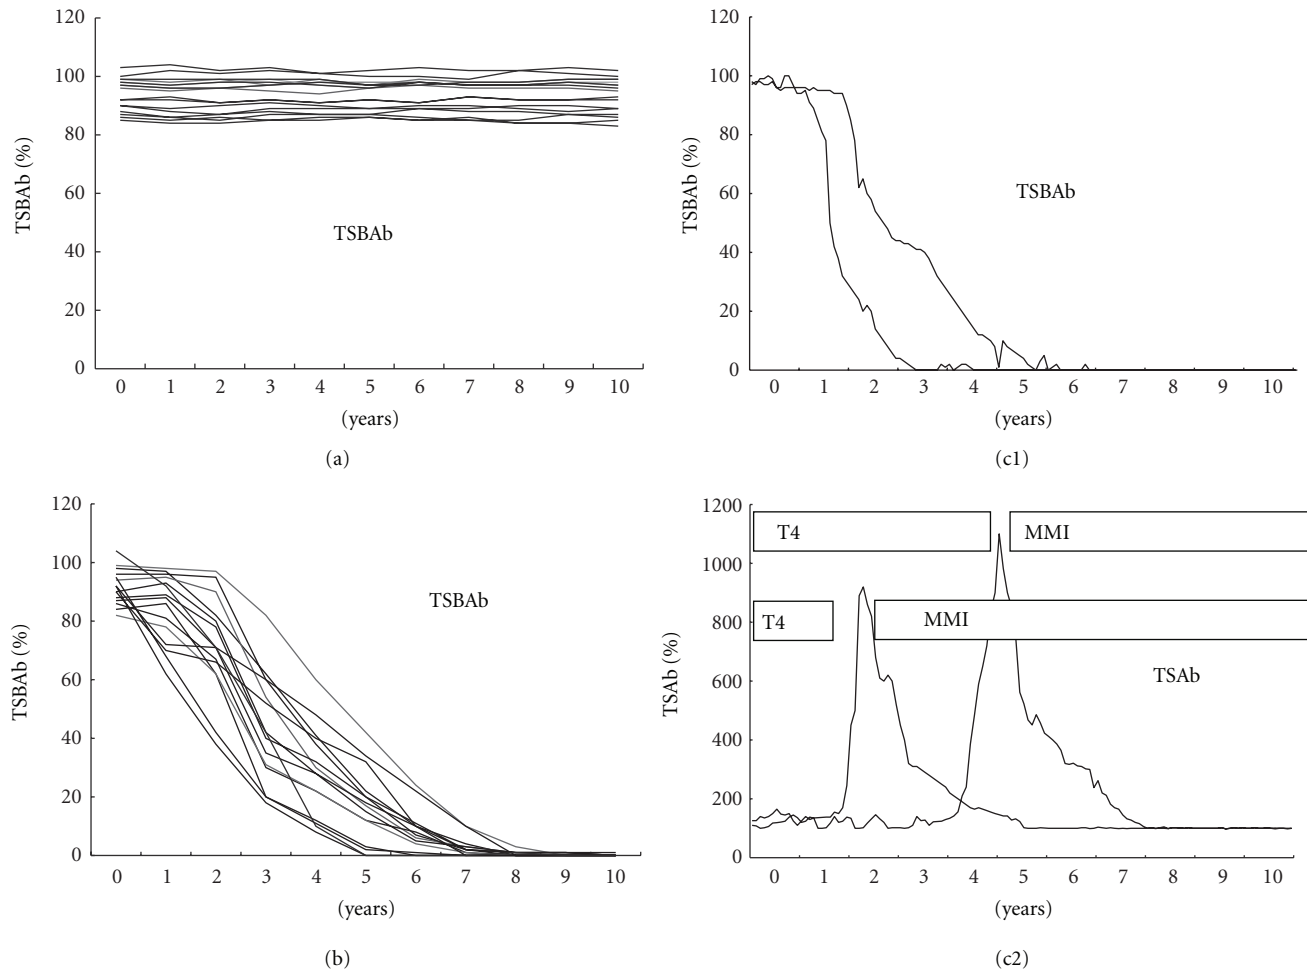 120
100
80
60
40
20
0
TSBAb (%)
TSBAb
0 1 2 3 4 5 6 7 8 9 10
(years)
(a)
120
100
80
60
40
20
0
TSBAb (%)
TSBAb
0 1 2 3 4 5 6 7 8 9 10
(years)
(c1)
120
100
80
60
40
20
0
TSBAb (%)
TSBAb
0 1 2 3 4 5 6 7 8 9 10
(years)
(b)
1200
1000
800
600
400
200
0
TSAb (%)
T4 MMI
T4 MMI
TSAb
0 1 2 3 4 5 6 7 8 9 10
(years)
(c2)